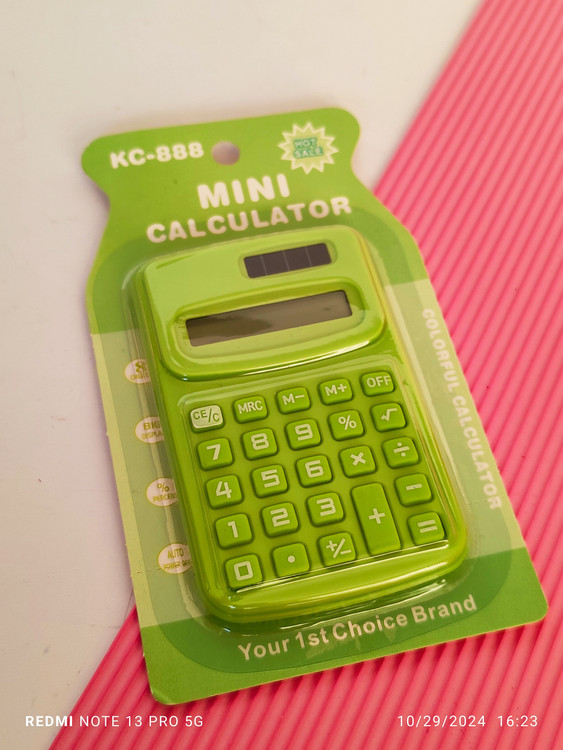 KC-888
HOT
SALE
MINI
CALCULATOR
COLORFUL CALCULATOR
CE/C MRC M− M+ OFF
7 8 9 % √
4 5 6 × ÷
1 2 3 + −
0 . +/− =
%
AUTO
Your 1st Choice Brand
REDMI NOTE 13 PRO 5G
10/29/2024 16:23